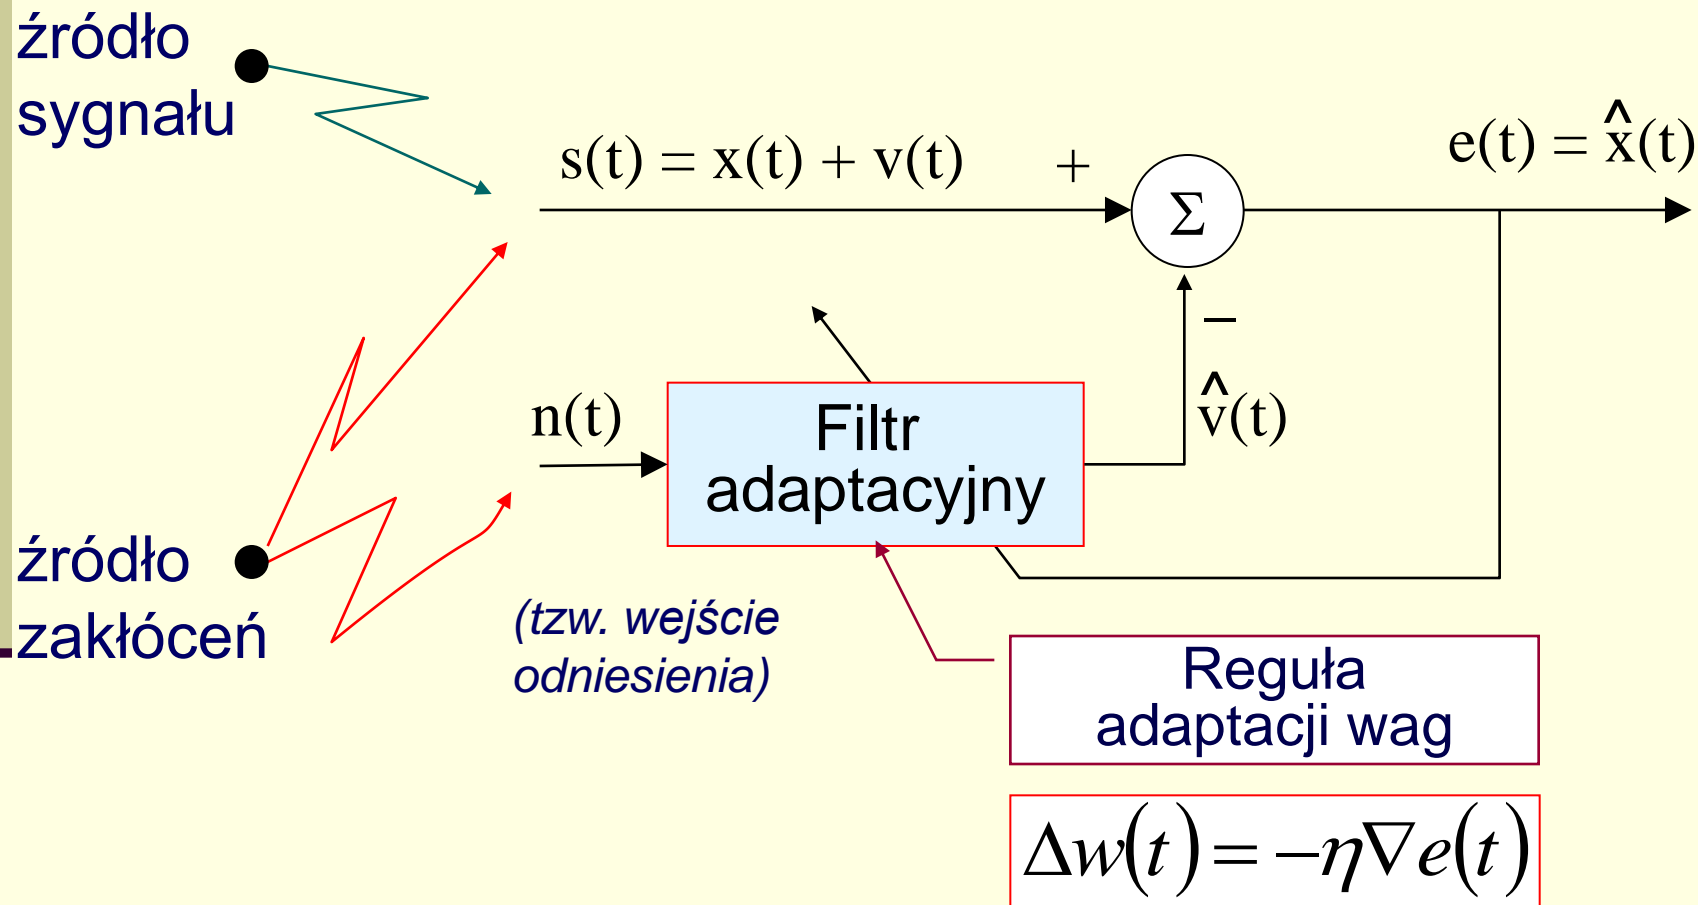 źródło
sygnału
s(t) = x(t) + v(t)
+
Σ
e(t) = x̂(t)
–
n(t)
Filtr
adaptacyjny
v̂(t)
źródło
zakłóceń
(tzw. wejście
odniesienia)
Reguła
adaptacji wag
Δw(t) = −η∇e(t)